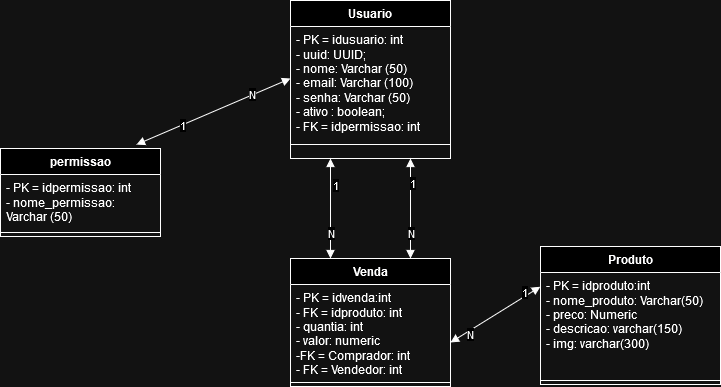 Usuario
- PK = idusuario: int
- uuid: UUID;
- nome: Varchar (50)
- email: Varchar (100)
- senha: Varchar (50)
- ativo : boolean;
- FK = idpermissao: int
N
1
permissao
- PK = idpermissao: int
- nome_permissao:
Varchar (50)
1
1
N
N
Venda
- PK = idvenda:int
- FK = idproduto: int
- quantia: int
- valor: numeric
-FK = Comprador: int
- FK = Vendedor: int
1
N
Produto
- PK = idproduto:int
- nome_produto: Varchar(50)
- preco: Numeric
- descricao: varchar(150)
- img: varchar(300)